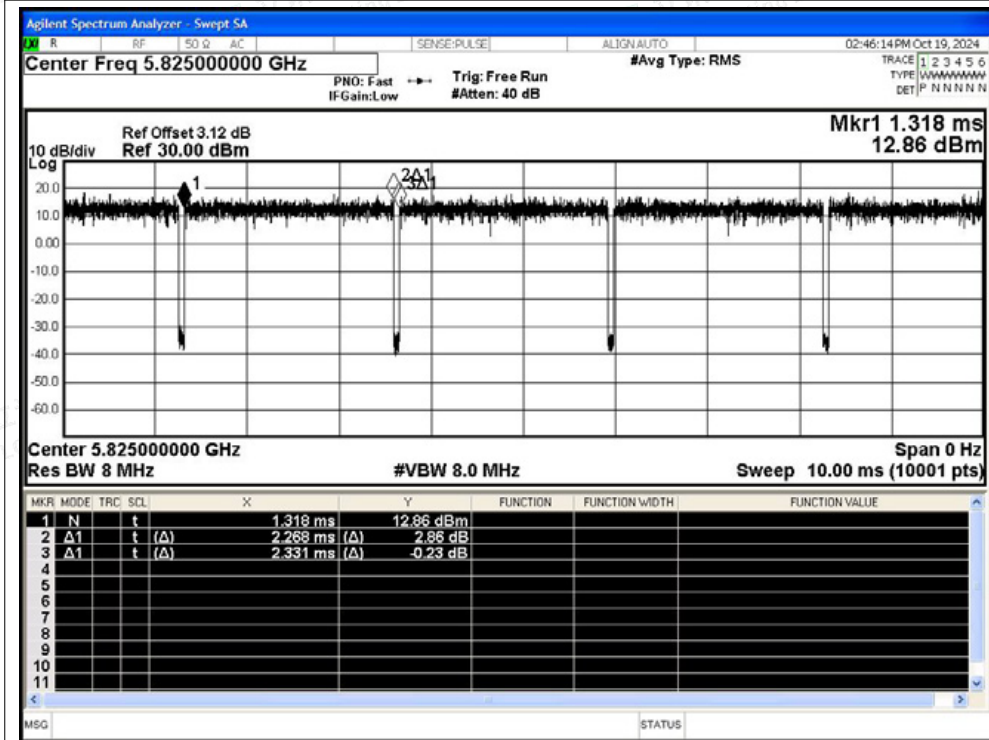 Agilent Spectrum Analyzer - Swept SA
LXI R RF 50 Ω AC SENSE:PULSE ALIGN AUTO 02:46:14 PM Oct 19, 2024
Center Freq 5.825000000 GHz #Avg Type: RMS TRACE 1 2 3 4 5 6
PNO: Fast Trig: Free Run TYPE WWWWWW
IFGain:Low #Atten: 40 dB DET P N N N N N
Mkr1 1.318 ms
Ref Offset 3.12 dB
10 dB/div Ref 30.00 dBm 12.86 dBm
Log
1 2Δ1 3Δ1
20.0
10.0
0.00
-10.0
-20.0
-30.0
-40.0
-50.0
-60.0
Center 5.825000000 GHz Span 0 Hz
Res BW 8 MHz #VBW 8.0 MHz Sweep 10.00 ms (10001 pts)
MKR MODE TRC SCL X Y FUNCTION FUNCTION WIDTH FUNCTION VALUE
1 N t 1.318 ms 12.86 dBm
2 Δ1 t (Δ) 2.268 ms (Δ) 2.86 dB
3 Δ1 t (Δ) 2.331 ms (Δ) -0.23 dB
4
5
6
7
8
9
10
11
MSG STATUS